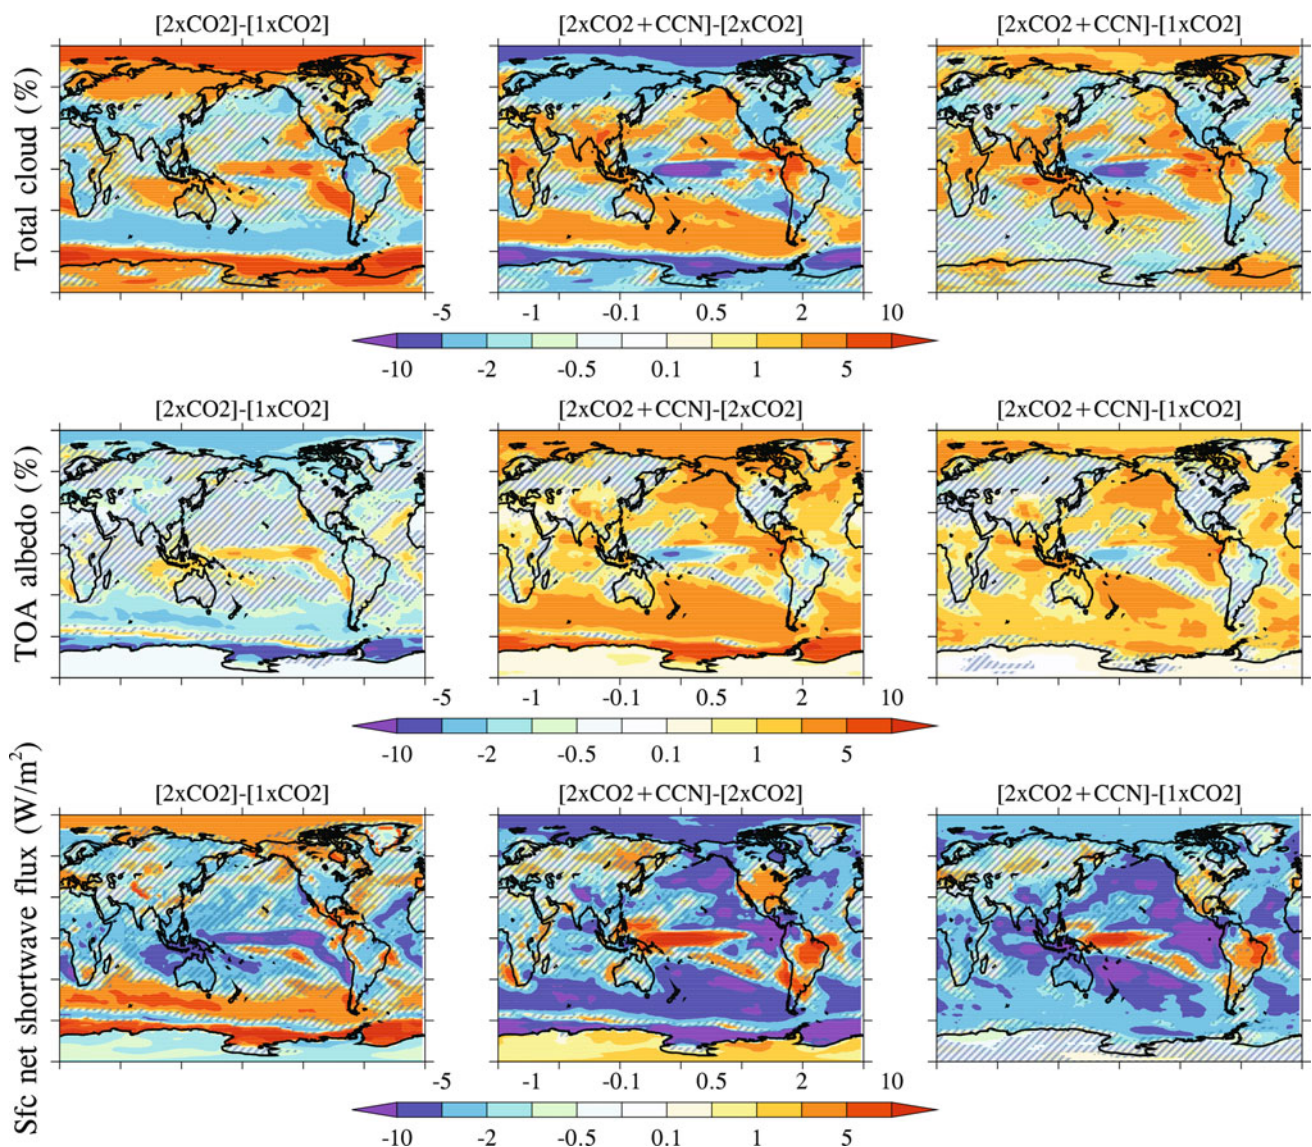 [2xCO2]-[1xCO2] [2xCO2+CCN]-[2xCO2] [2xCO2+CCN]-[1xCO2]
Total cloud (%)
-5 -1 -0.1 0.5 2 10
-10 -2 -0.5 0.1 1 5
[2xCO2]-[1xCO2] [2xCO2+CCN]-[2xCO2] [2xCO2+CCN]-[1xCO2]
TOA albedo (%)
-5 -1 -0.1 0.5 2 10
-10 -2 -0.5 0.1 1 5
[2xCO2]-[1xCO2] [2xCO2+CCN]-[2xCO2] [2xCO2+CCN]-[1xCO2]
Sfc net shortwave flux (W/m²)
-5 -1 -0.1 0.5 2 10
-10 -2 -0.5 0.1 1 5